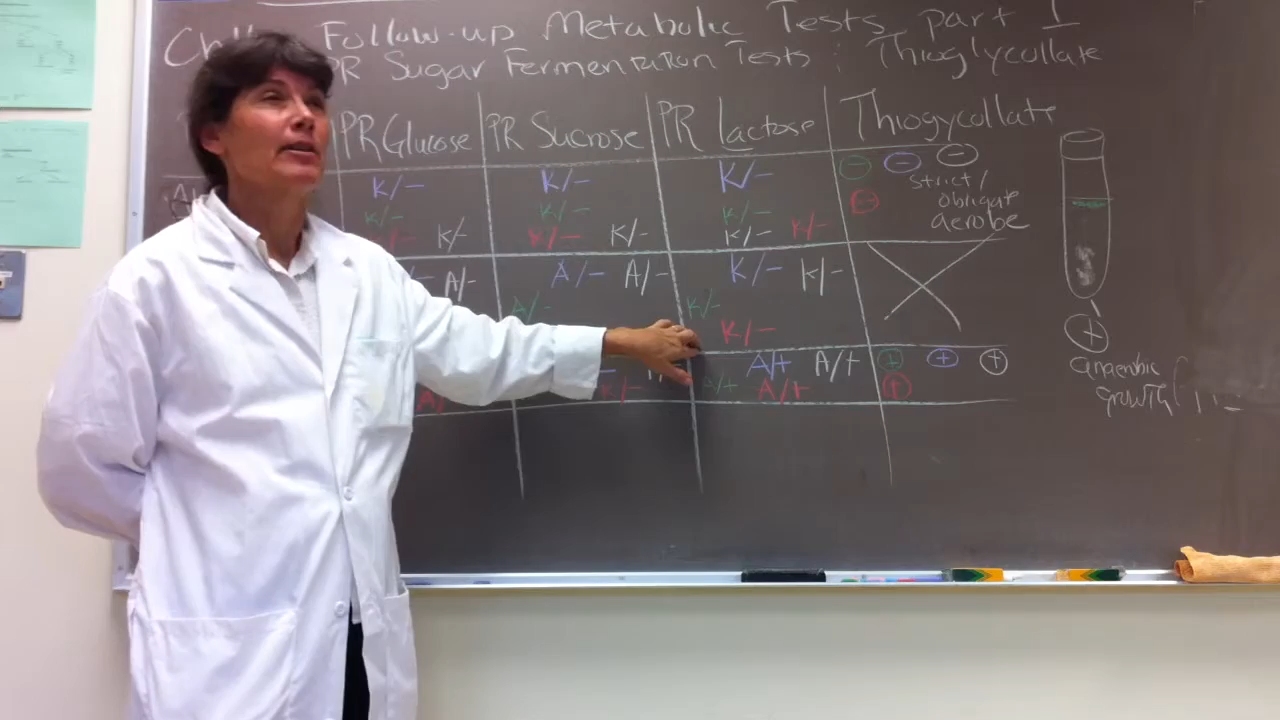 Follow-up Metabolic Tests, part I
PR Sugar Fermentation Tests : Thioglycollate
PR Glucose PR Sucrose PR Lactose Thiogycollate
K/- K/- K/- ⊖ ⊖ ⊖
K/- K/- K/- ⊖ strict/
K/- K/- K/- K/- K/- K/- obligate
aerobe
A/- A/- A/- K/- K/-
A/- K/-
K/-
A/+ A/+ ⊕ ⊕ ⊕
K/- A/+ A/+ ⊕
+
anaerobic
growth